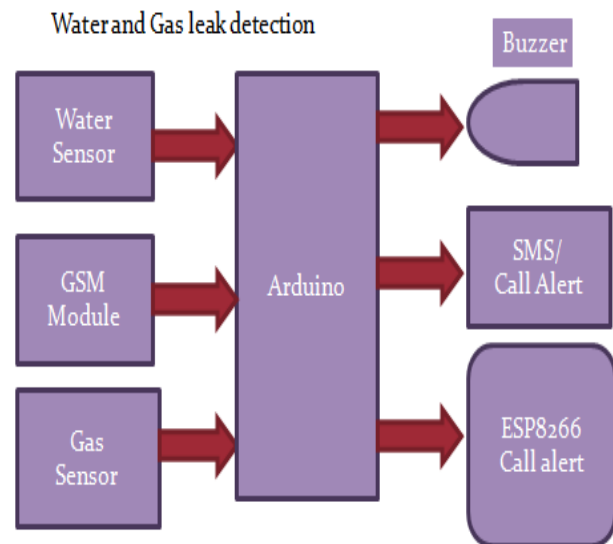 Water and Gas leak detection
Buzzer
Water
Sensor
GSM
Module
Gas
Sensor
Arduino
SMS/
Call Alert
ESP8266
Call alert